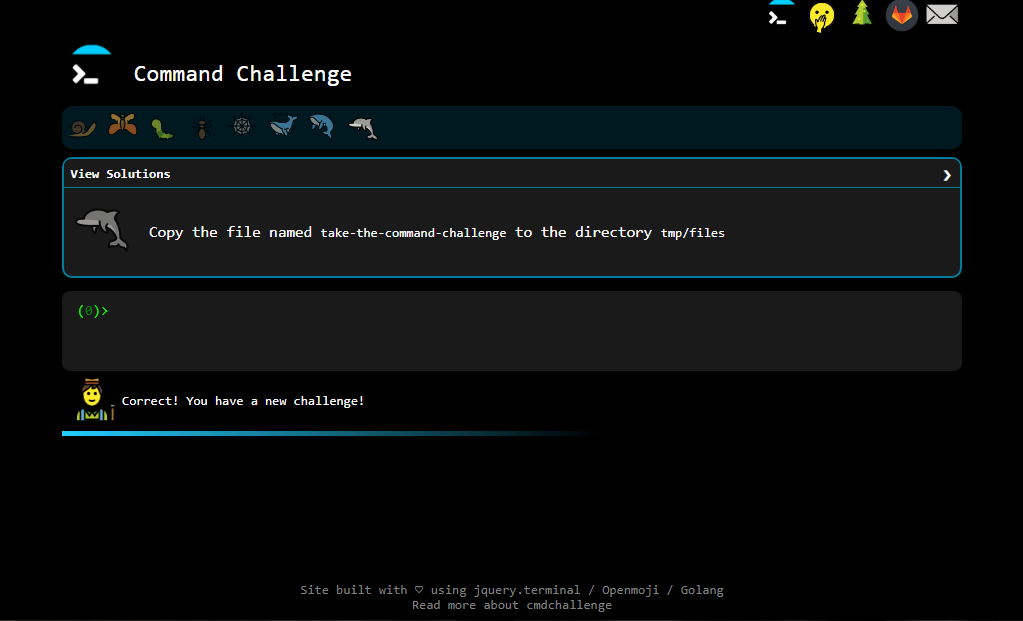 Command Challenge
View Solutions
Copy the file named take-the-command-challenge to the directory tmp/files
(0)>
Correct! You have a new challenge!
Site built with ♡ using jquery.terminal / Openmoji / Golang
Read more about cmdchallenge